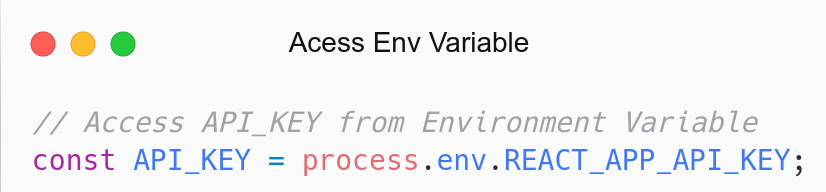 Acess Env Variable
// Access API_KEY from Environment Variable
const API_KEY = process.env.REACT_APP_API_KEY;